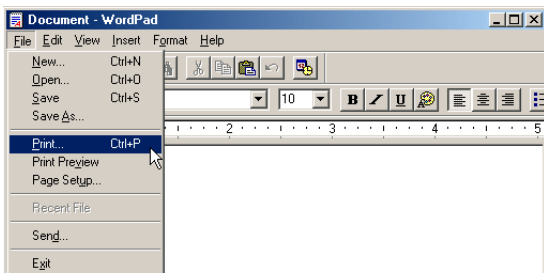 Document - WordPad
File Edit View Insert Format Help
New... Ctrl+N
Open... Ctrl+O
Save Ctrl+S
Save As...
10 B / U
Print... Ctrl+P
2 3 4 5
Print Preview
Page Setup...
Recent File
Send...
Exit